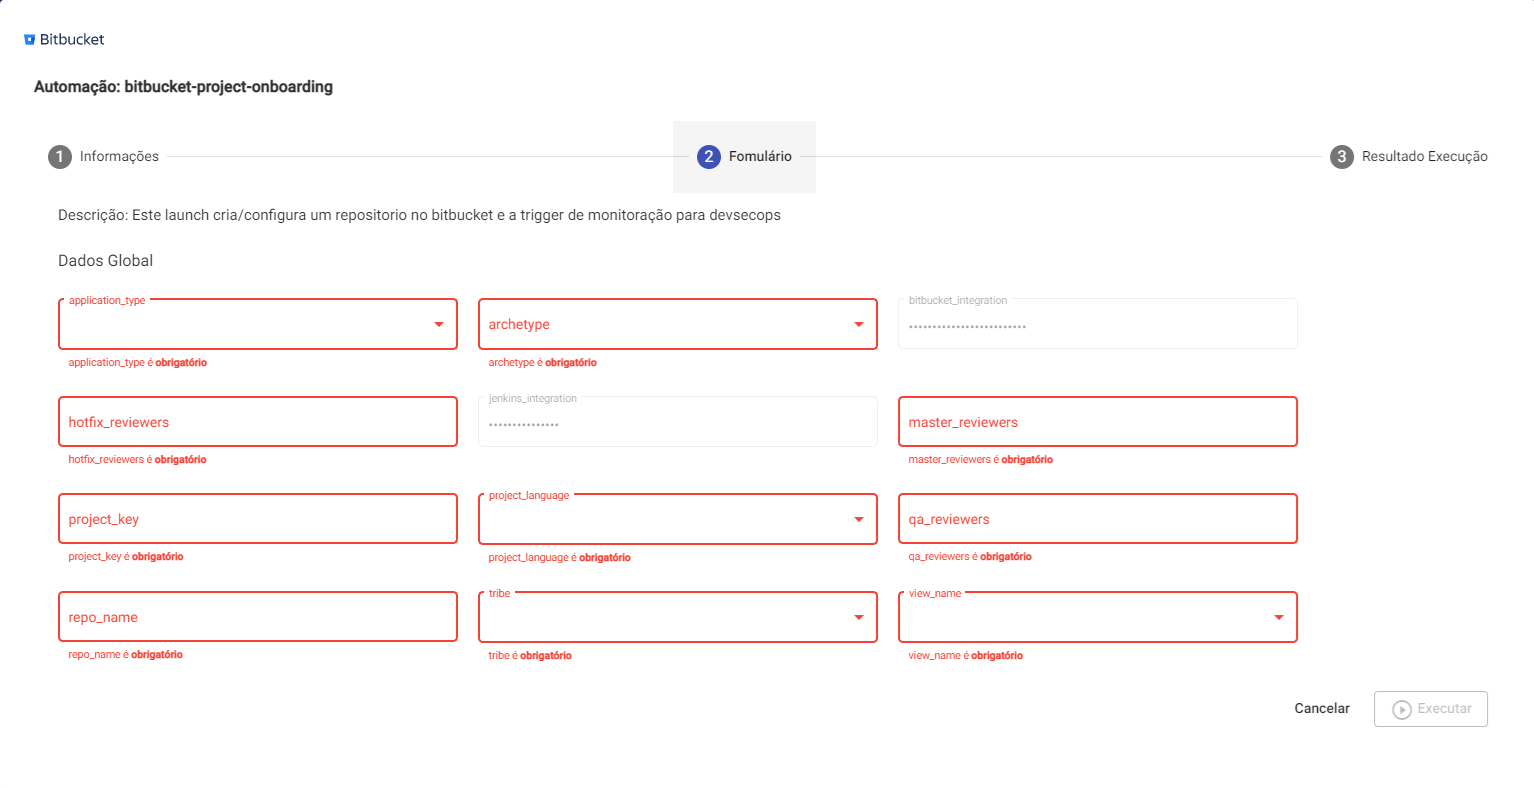 Bitbucket
Automação: bitbucket-project-onboarding
1 Informações
2 Fomulário
3 Resultado Execução
Descrição: Este launch cria/configura um repositorio no bitbucket e a trigger de monitoração para devsecops
Dados Global
application_type
application_type é obrigatório
archetype
archetype é obrigatório
bitbucket_integration
•••••••••••••••••••••••••
hotfix_reviewers
hotfix_reviewers é obrigatório
jenkins_integration
•••••••••••••••
master_reviewers
master_reviewers é obrigatório
project_key
project_key é obrigatório
project_language
project_language é obrigatório
qa_reviewers
qa_reviewers é obrigatório
repo_name
repo_name é obrigatório
tribe
tribe é obrigatório
view_name
view_name é obrigatório
Cancelar
Executar